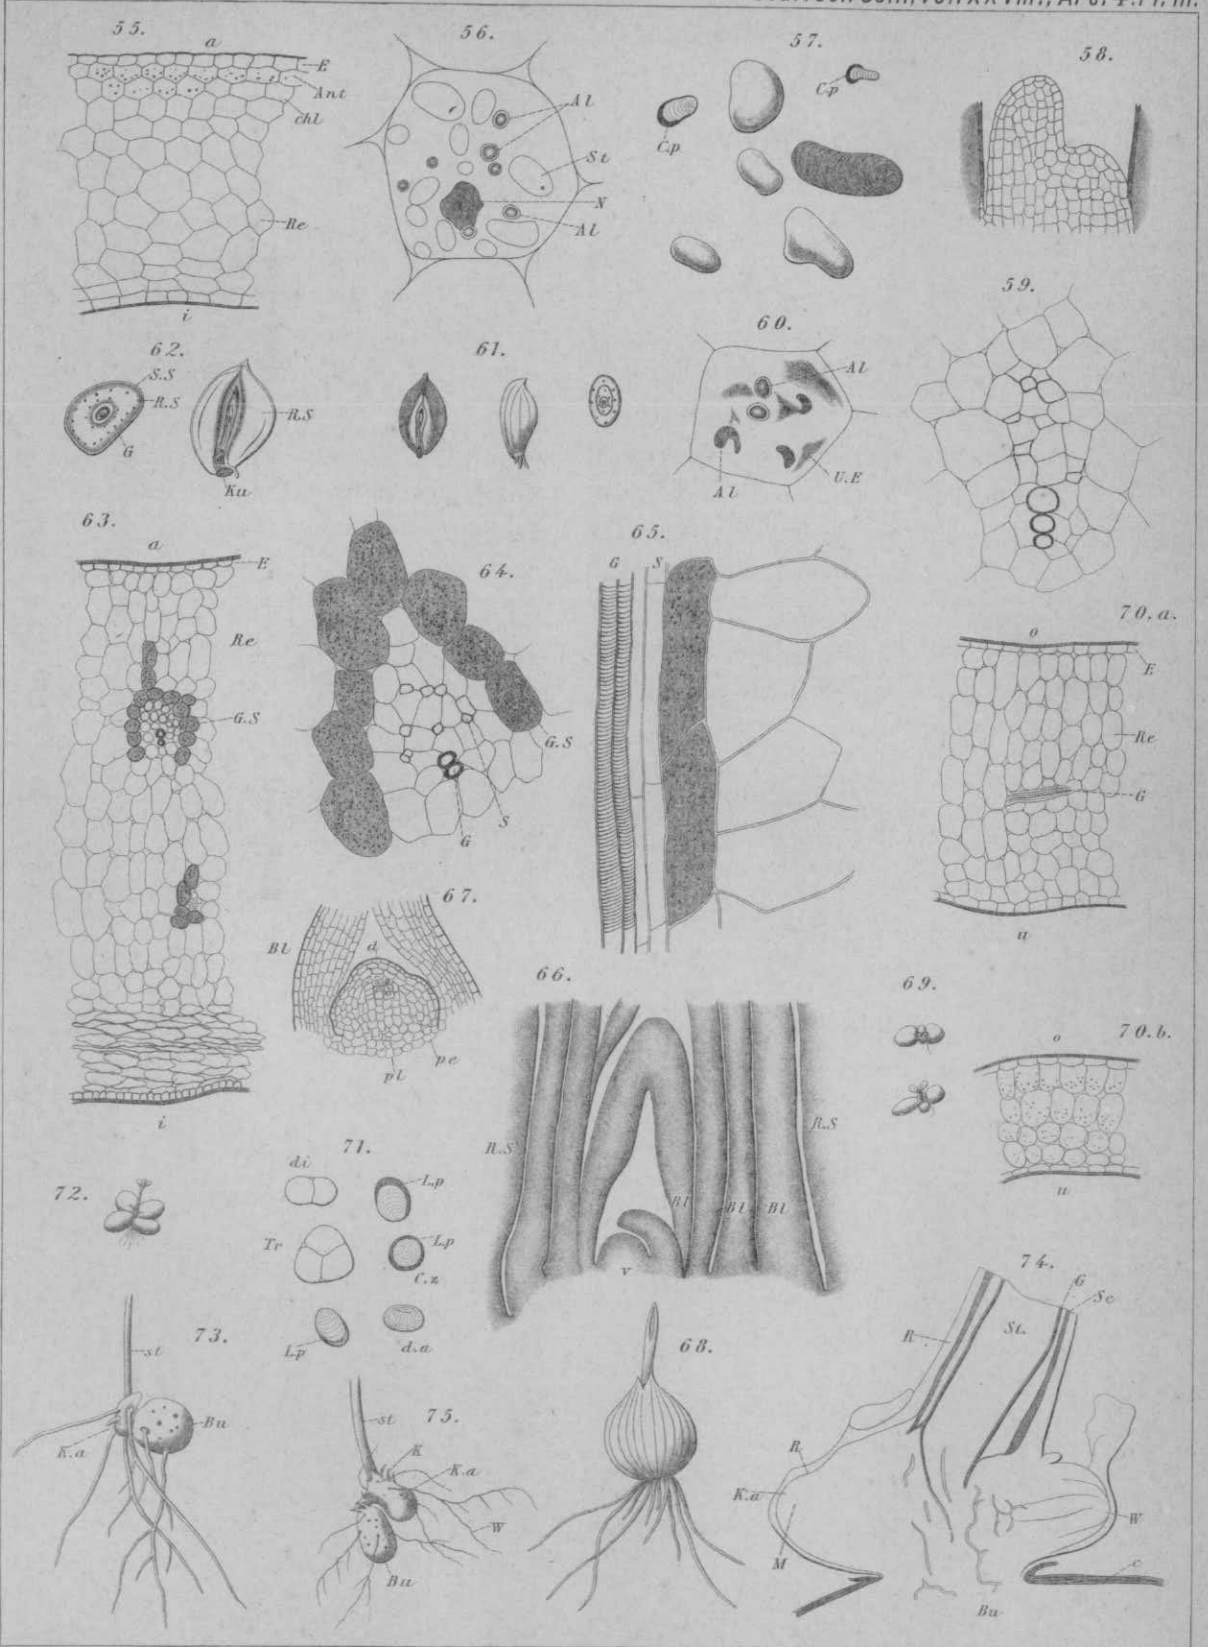 55.
a
E
Ant
chl
Re
i
56.
Al
St
N
Al
57.
C.p
C.p
58.
59.
60.
Al
Al
U.E
61.
62.
S.S
R.S
G
R.S
Ku
63.
a
E
Re
G.S
i
64.
G.S
S
G
65.
G S
70.a.
o
E
Re
G
u
67.
Bl
d
pe
pl
66.
R.S
R.S
Bl Bl Bl
v
69.
70.b.
o
u
71.
di
L.p
Tr
L.p
C.z
L.p
d.a
72.
73.
st
Bu
K.a
75.
st
K
K.a
W
Bu
68.
74.
G
Sc
R
St.
R
K.a
M
W
c
Bu